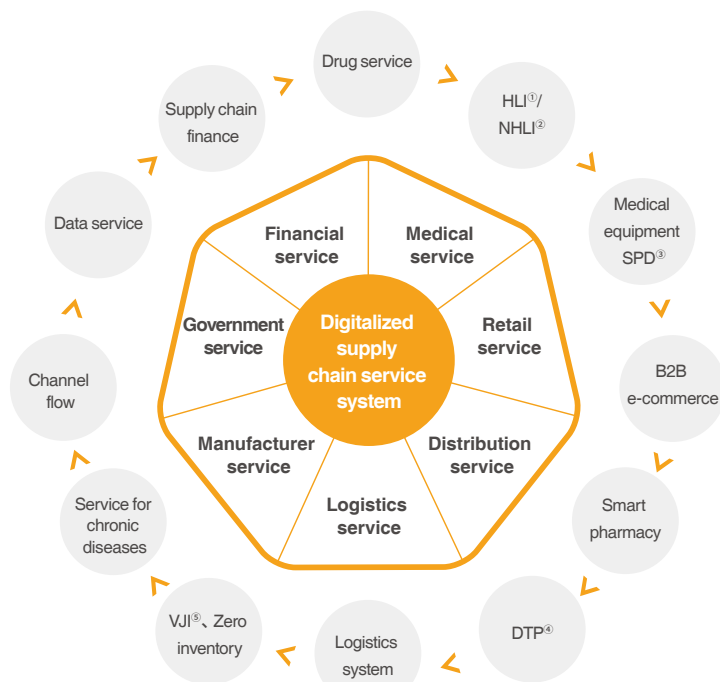 Drug service
HLI①/
NHLI②
Medical
equipment
SPD③
B2B
e-commerce
Smart
pharmacy
DTP④
Logistics
system
VJI⑤、Zero
inventory
Service for
chronic
diseases
Channel
flow
Data service
Supply chain
finance
Financial
service
Medical
service
Retail
service
Distribution
service
Logistics
service
Manufacturer
service
Government
service
Digitalized
supply
chain service
system